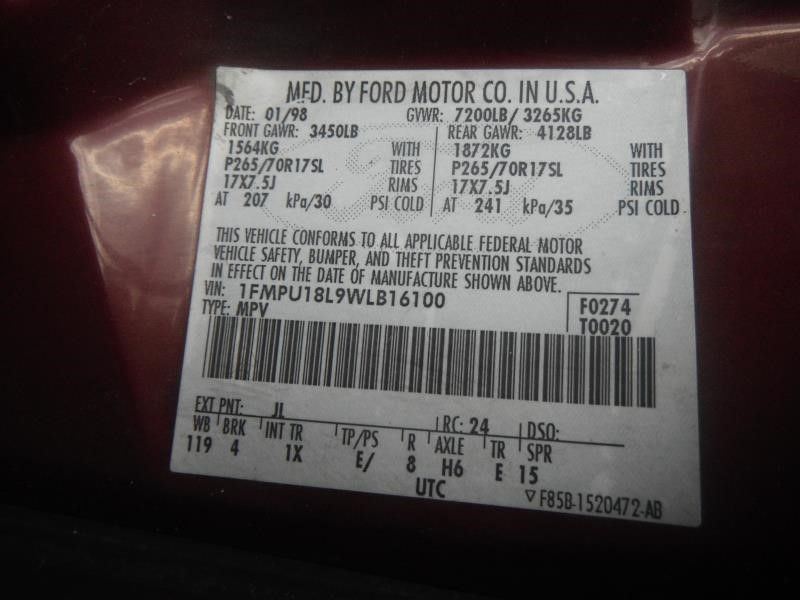 MFD. BY FORD MOTOR CO. IN U.S.A.
DATE: 01/98 GVWR: 7200LB/ 3265KG
FRONT GAWR: 3450LB REAR GAWR: 4128LB
1564KG WITH 1872KG WITH
P265/70R17SL TIRES P265/70R17SL TIRES
17X7.5J RIMS 17X7.5J RIMS
AT 207 kPa/30 PSI COLD AT 241 kPa/35 PSI COLD
THIS VEHICLE CONFORMS TO ALL APPLICABLE FEDERAL MOTOR
VEHICLE SAFETY, BUMPER, AND THEFT PREVENTION STANDARDS
IN EFFECT ON THE DATE OF MANUFACTURE SHOWN ABOVE.
VIN: 1FMPU18L9WLB16100 F0274
TYPE: MPV T0020
EXT PNT: JL RC: 24 DSO:
WB BRK INT TR TP/PS R AXLE TR SPR
119 4 1X E/ 8 H6 E 15
UTC ▽F85B-1520472-AB